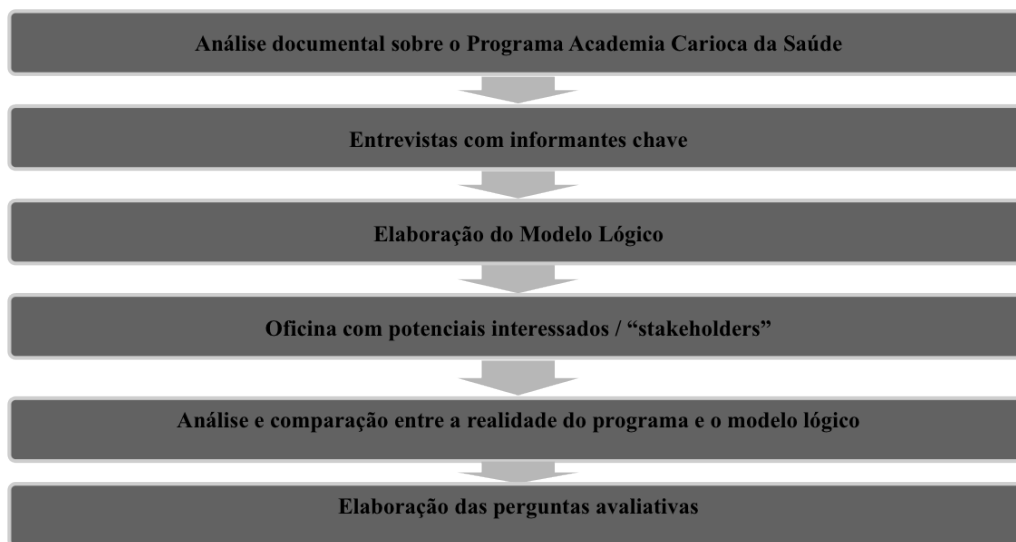 Análise documental sobre o Programa Academia Carioca da Saúde
Entrevistas com informantes chave
Elaboração do Modelo Lógico
Oficina com potenciais interessados / “stakeholders”
Análise e comparação entre a realidade do programa e o modelo lógico
Elaboração das perguntas avaliativas